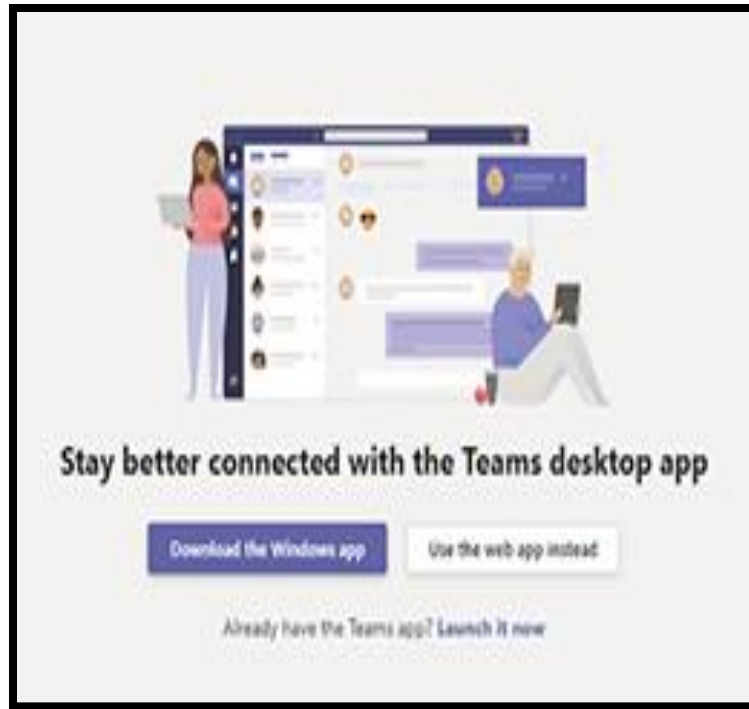 Stay better connected with the Teams desktop app
Download the Windows app
Use the web app instead
Already have the Teams app? Launch it now